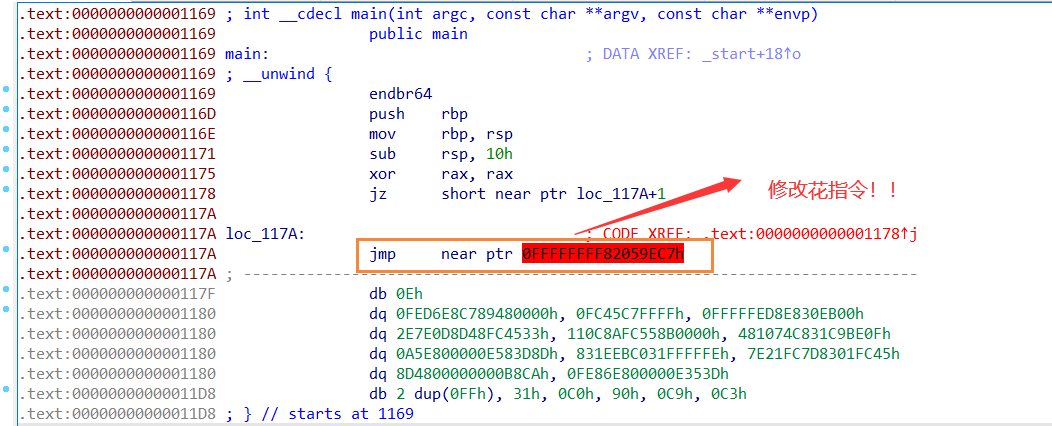 .text:0000000000001169 ; int __cdecl main(int argc, const char **argv, const char **envp)
.text:0000000000001169 public main
.text:0000000000001169 main: ; DATA XREF: _start+18↑o
.text:0000000000001169 ; __unwind {
.text:0000000000001169 endbr64
.text:000000000000116D push rbp
.text:000000000000116E mov rbp, rsp
.text:0000000000001171 sub rsp, 10h
.text:0000000000001175 xor rax, rax
.text:0000000000001178 jz short near ptr loc_117A+1
.text:000000000000117A 修改花指令！！
.text:000000000000117A loc_117A: ; CODE XREF: .text:0000000000001178↑j
.text:000000000000117A jmp near ptr 0FFFFFFFF82059EC7h
.text:000000000000117A ; ---------------------------------------------------------------------------
.text:000000000000117F db 0Eh
.text:0000000000001180 dq 0FED6E8C789480000h, 0FC45C7FFFFh, 0FFFFFED8E830EB00h
.text:0000000000001180 dq 2E7E0D8D48FC4533h, 110C8AFC558B0000h, 481074C831C9BE0Fh
.text:0000000000001180 dq 0A5E800000E583D8Dh, 831EEBC031FFFFFEh, 7E21FC7D8301FC45h
.text:0000000000001180 dq 8D4800000000B8CAh, 0FE86E800000E353Dh
.text:00000000000011D8 db 2 dup(0FFh), 31h, 0C0h, 90h, 0C9h, 0C3h
.text:00000000000011D8 ; } // starts at 1169